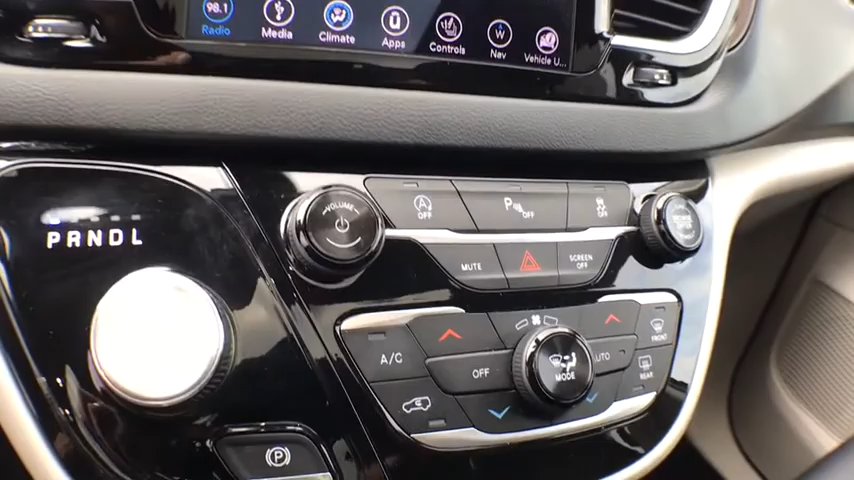 98.1
Radio Media Climate Apps Controls Nav Vehicle U...
W
VOLUME
OFF
P OFF
OFF
PRNDL
MUTE
SCREEN
OFF
A/C
OFF
MODE
AUTO
FRONT
REAR
P